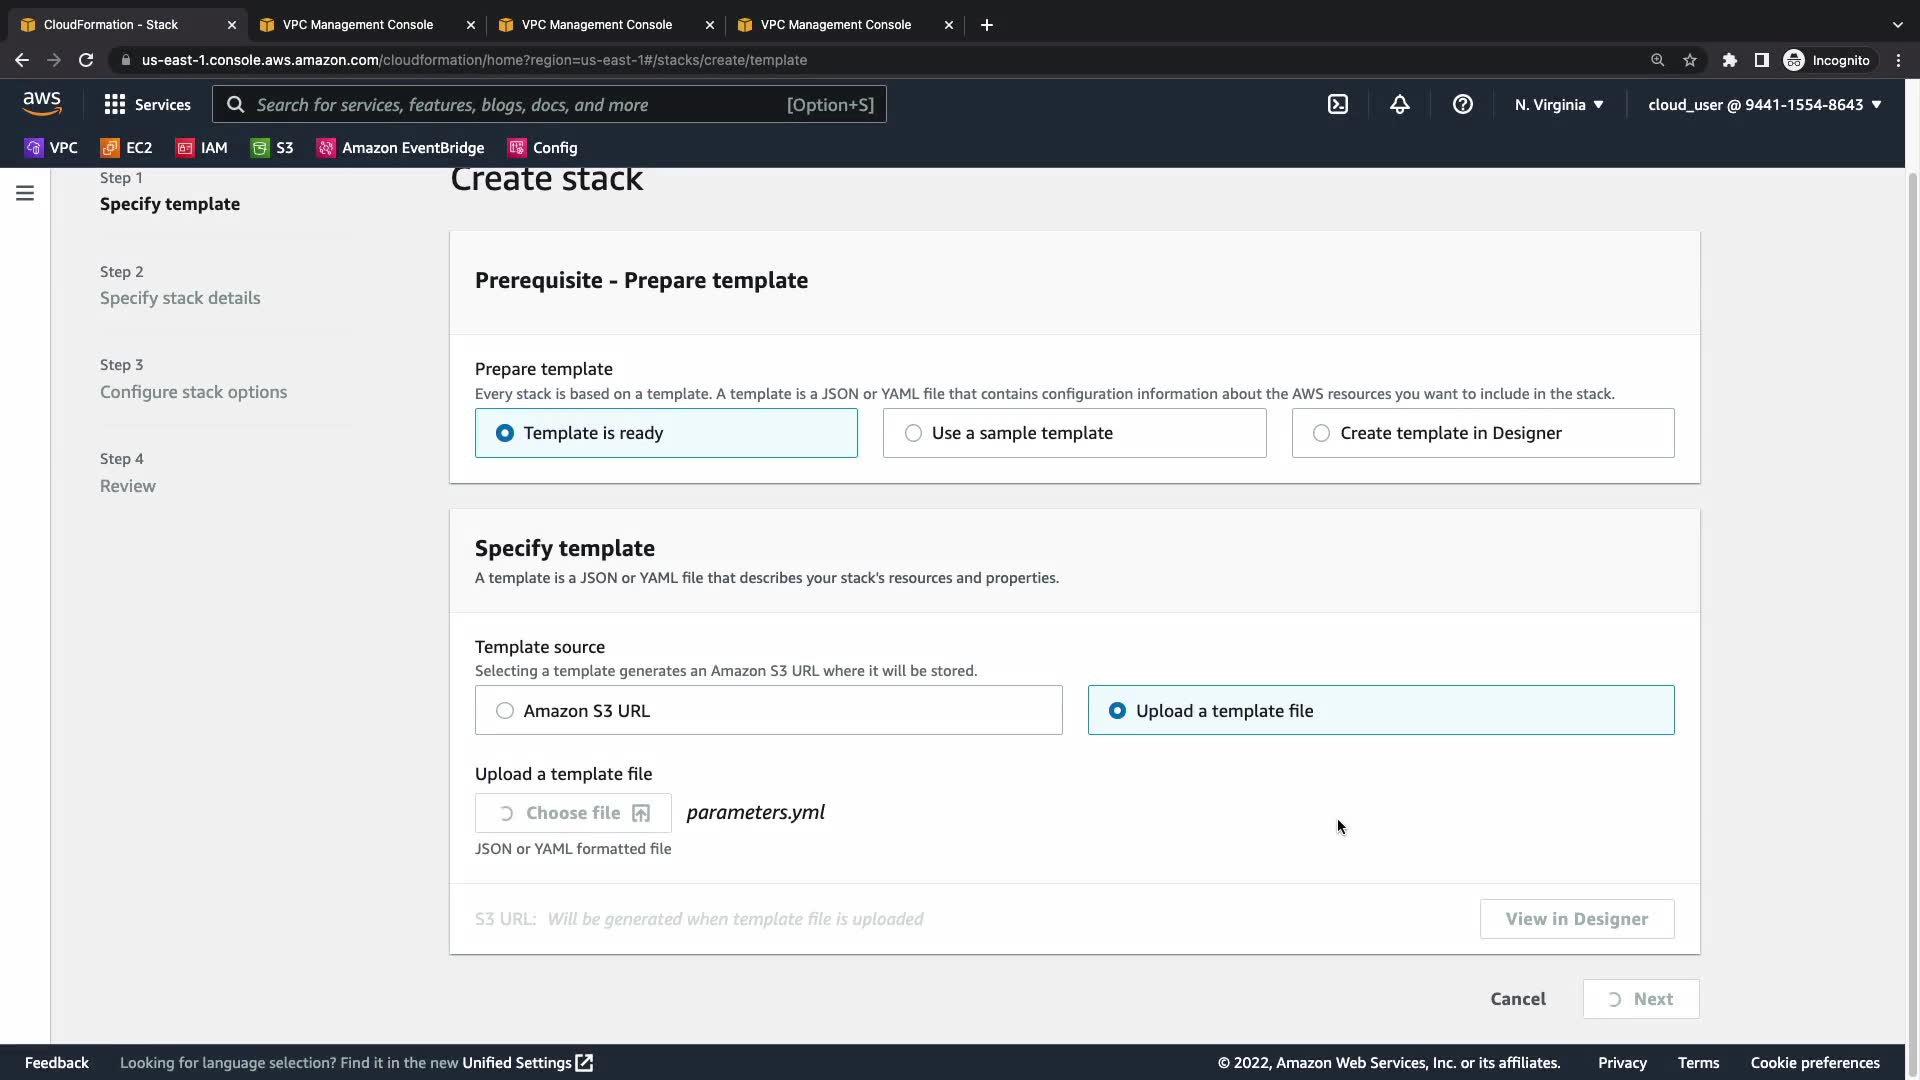 CloudFormation - Stack
VPC Management Console
VPC Management Console
VPC Management Console
us-east-1.console.aws.amazon.com/cloudformation/home?region=us-east-1#/stacks/create/template
Incognito
aws
Services
Search for services, features, blogs, docs, and more
[Option+S]
N. Virginia
cloud_user @ 9441-1554-8643
VPC
EC2
IAM
S3
Amazon EventBridge
Config
Step 1
Specify template
Step 2
Specify stack details
Step 3
Configure stack options
Step 4
Review
Create stack
Prerequisite - Prepare template
Prepare template
Every stack is based on a template. A template is a JSON or YAML file that contains configuration information about the AWS resources you want to include in the stack.
Template is ready
Use a sample template
Create template in Designer
Specify template
A template is a JSON or YAML file that describes your stack's resources and properties.
Template source
Selecting a template generates an Amazon S3 URL where it will be stored.
Amazon S3 URL
Upload a template file
Upload a template file
Choose file
parameters.yml
JSON or YAML formatted file
S3 URL: Will be generated when template file is uploaded
View in Designer
Cancel
Next
Feedback
Looking for language selection? Find it in the new Unified Settings
© 2022, Amazon Web Services, Inc. or its affiliates.
Privacy
Terms
Cookie preferences